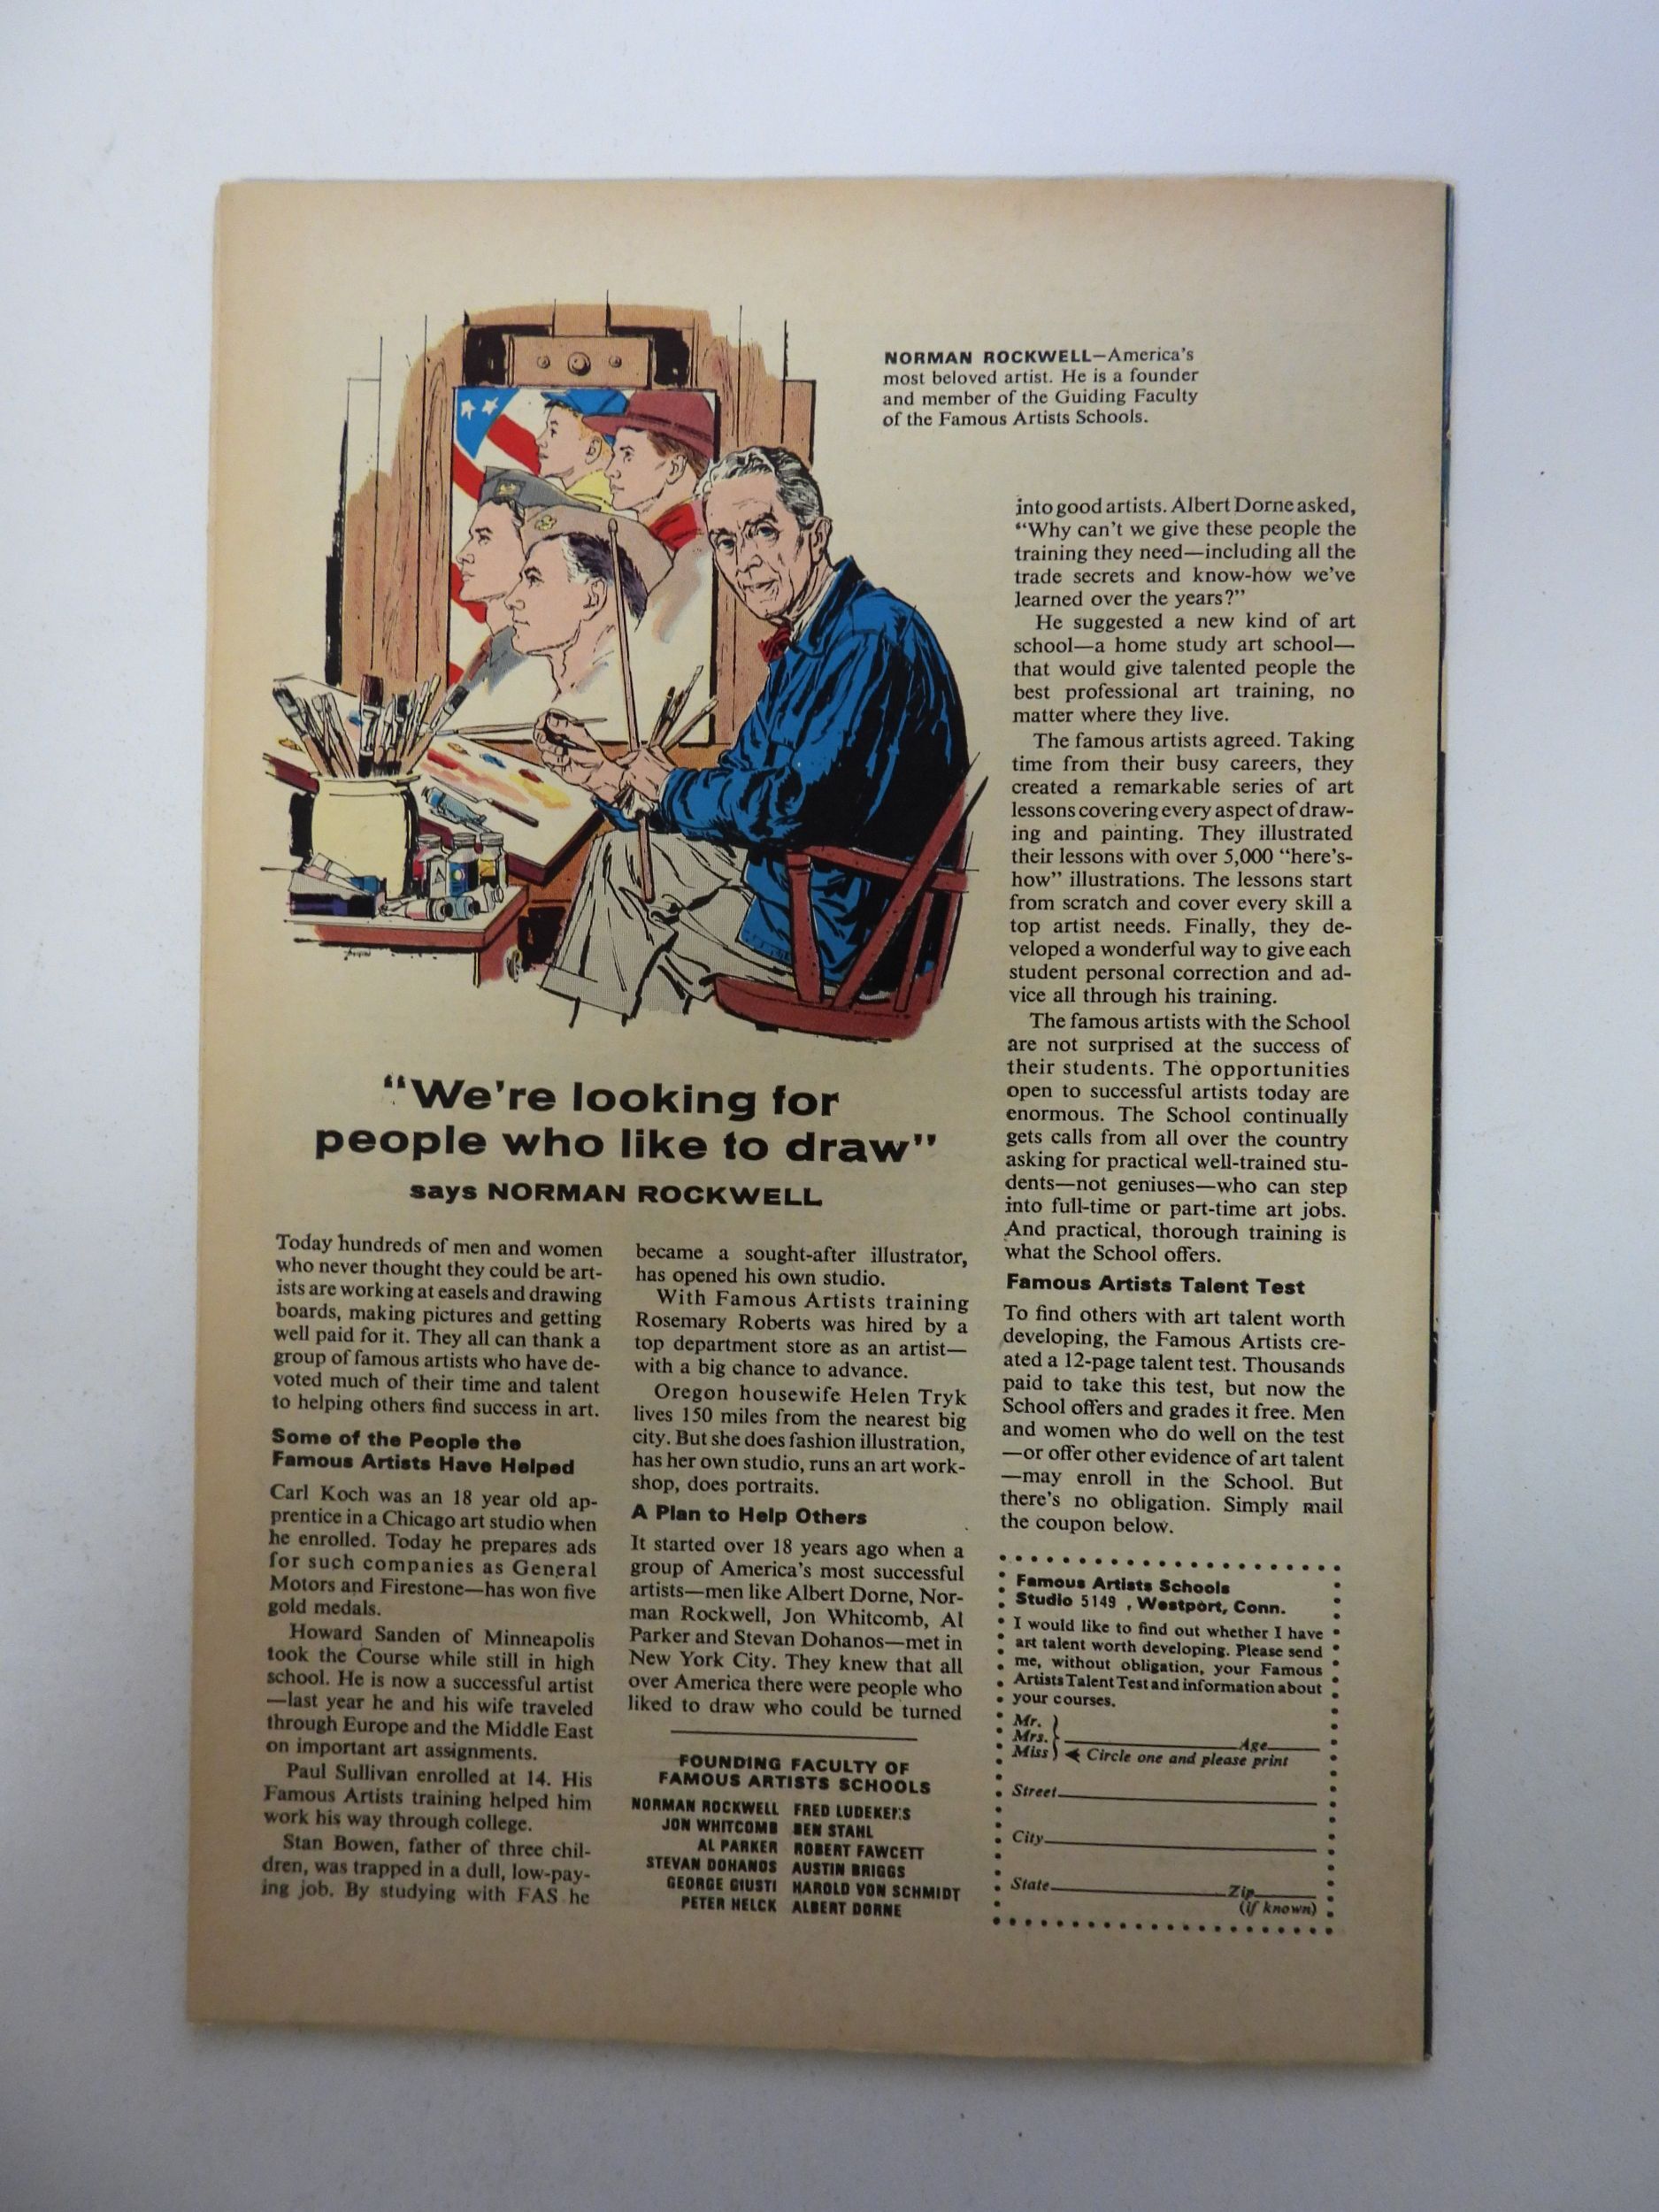 NORMAN ROCKWELL—America's
most beloved artist. He is a founder
and member of the Guiding Faculty
of the Famous Artists Schools.
"We're looking for
people who like to draw"
says NORMAN ROCKWELL
Today hundreds of men and women
who never thought they could be art-
ists are working at easels and drawing
boards, making pictures and getting
well paid for it. They all can thank a
group of famous artists who have de-
voted much of their time and talent
to helping others find success in art.
Some of the People the
Famous Artists Have Helped
Carl Koch was an 18 year old ap-
prentice in a Chicago art studio when
he enrolled. Today he prepares ads
for such companies as General
Motors and Firestone—has won five
gold medals.
Howard Sanden of Minneapolis
took the Course while still in high
school. He is now a successful artist
—last year he and his wife traveled
through Europe and the Middle East
on important art assignments.
Paul Sullivan enrolled at 14. His
Famous Artists training helped him
work his way through college.
Stan Bowen, father of three chil-
dren, was trapped in a dull, low-pay-
ing job. By studying with FAS he
became a sought-after illustrator,
has opened his own studio.
With Famous Artists training
Rosemary Roberts was hired by a
top department store as an artist—
with a big chance to advance.
Oregon housewife Helen Tryk
lives 150 miles from the nearest big
city. But she does fashion illustration,
has her own studio, runs an art work-
shop, does portraits.
A Plan to Help Others
It started over 18 years ago when a
group of America's most successful
artists—men like Albert Dorne, Nor-
man Rockwell, Jon Whitcomb, Al
Parker and Stevan Dohanos—met in
New York City. They knew that all
over America there were people who
liked to draw who could be turned
FOUNDING FACULTY OF
FAMOUS ARTISTS SCHOOLS
NORMAN ROCKWELL FRED LUDEKENS
JON WHITCOMB BEN STAHL
AL PARKER ROBERT FAWCETT
STEVAN DOHANOS AUSTIN BRIGGS
GEORGE GIUSTI HAROLD VON SCHMIDT
PETER HELCK ALBERT DORNE
into good artists. Albert Dorne asked,
"Why can't we give these people the
training they need—including all the
trade secrets and know-how we've
learned over the years?"
He suggested a new kind of art
school—a home study art school—
that would give talented people the
best professional art training, no
matter where they live.
The famous artists agreed. Taking
time from their busy careers, they
created a remarkable series of art
lessons covering every aspect of draw-
ing and painting. They illustrated
their lessons with over 5,000 "here's-
how" illustrations. The lessons start
from scratch and cover every skill a
top artist needs. Finally, they de-
veloped a wonderful way to give each
student personal correction and ad-
vice all through his training.
The famous artists with the School
are not surprised at the success of
their students. The opportunities
open to successful artists today are
enormous. The School continually
gets calls from all over the country
asking for practical well-trained stu-
dents—not geniuses—who can step
into full-time or part-time art jobs.
And practical, thorough training is
what the School offers.
Famous Artists Talent Test
To find others with art talent worth
developing, the Famous Artists cre-
ated a 12-page talent test. Thousands
paid to take this test, but now the
School offers and grades it free. Men
and women who do well on the test
—or offer other evidence of art talent
—may enroll in the School. But
there's no obligation. Simply mail
the coupon below.
Famous Artists Schools
Studio 5149 , Westport, Conn.
I would like to find out whether I have
art talent worth developing. Please send
me, without obligation, your Famous
Artists Talent Test and information about
your courses.
Mr.
Mrs. Age
Miss Circle one and please print
Street
City
State Zip
(if known)